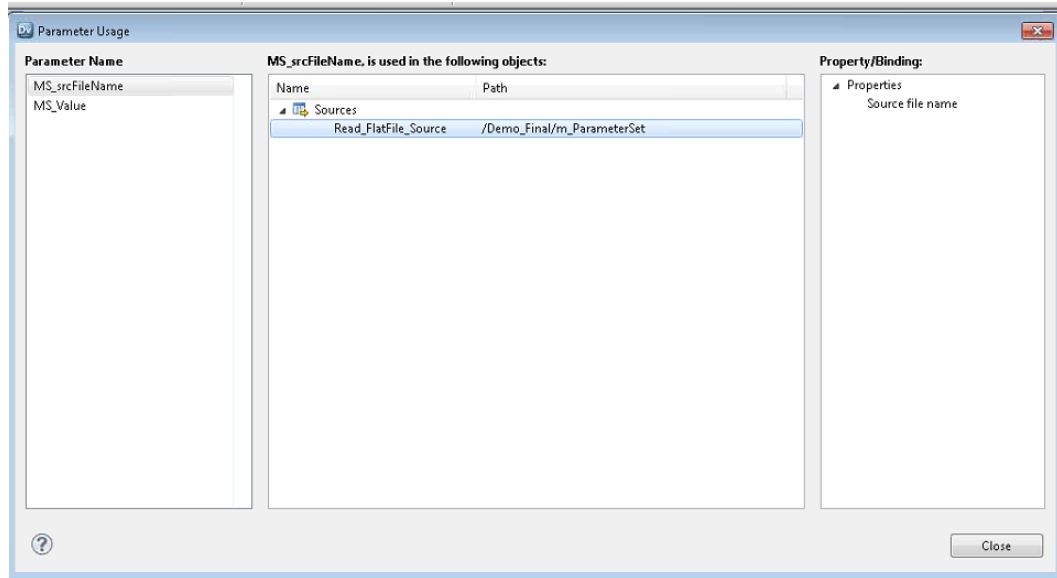 DV Parameter Usage
Parameter Name
MS_srcFileName
MS_Value
MS_srcFileName, is used in the following objects:
Name Path
Sources
Read_FlatFile_Source /Demo_Final/m_ParameterSet
Property/Binding:
Properties
Source file name
?
Close